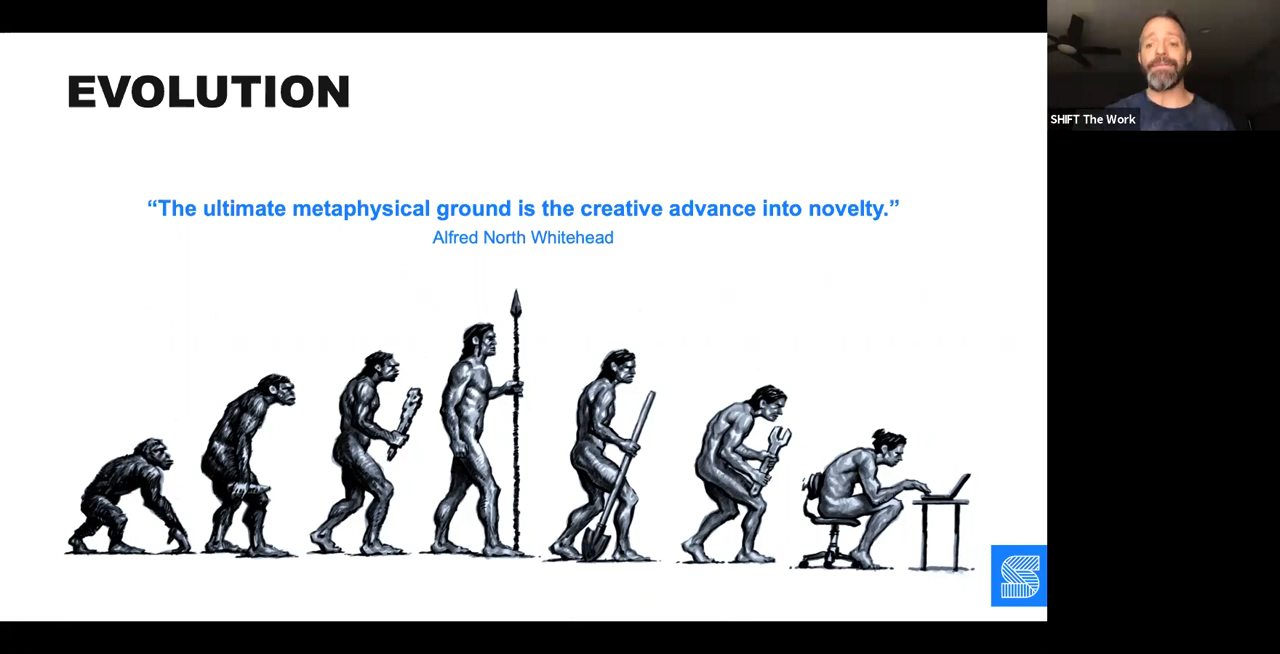 EVOLUTION
“The ultimate metaphysical ground is the creative advance into novelty.”
Alfred North Whitehead
SHIFT The Work
S